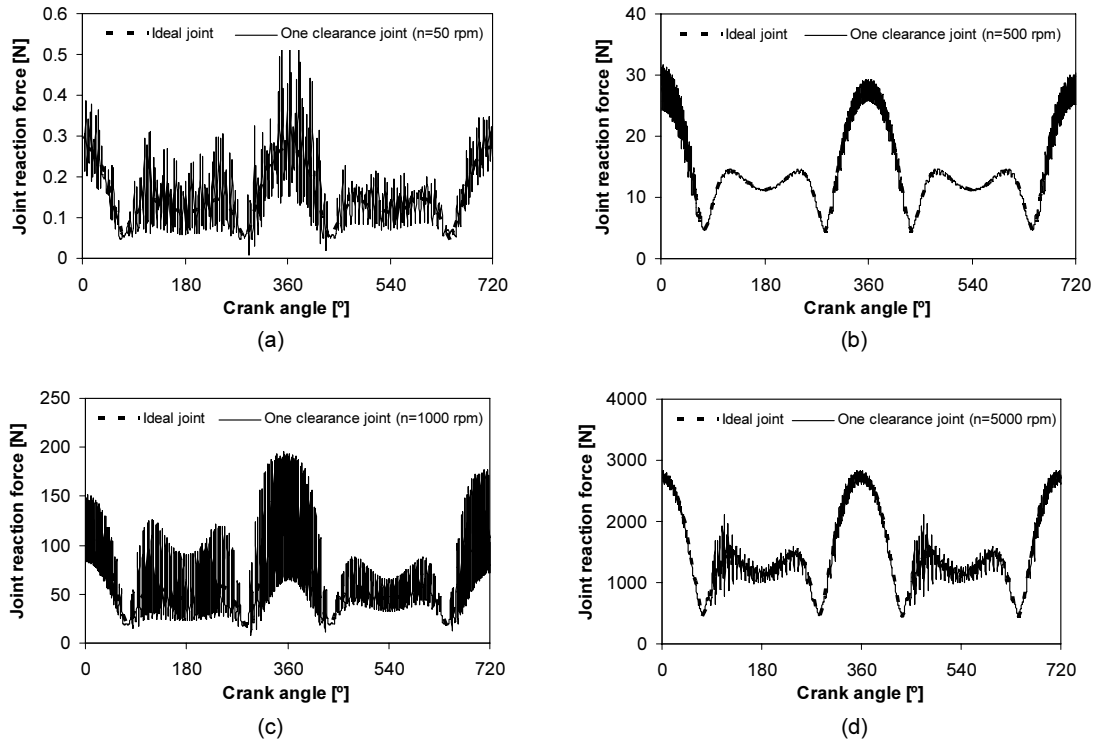 Joint reaction force [N]
0.6
0.5
0.4
0.3
0.2
0.1
0
Ideal joint
One clearance joint (n=50 rpm)
0 180 360 540 720
Crank angle [º]
(a)
Joint reaction force [N]
40
30
20
10
0
Ideal joint
One clearance joint (n=500 rpm)
0 180 360 540 720
Crank angle [º]
(b)
Joint reaction force [N]
250
200
150
100
50
0
Ideal joint
One clearance joint (n=1000 rpm)
0 180 360 540 720
Crank angle [º]
(c)
Joint reaction force [N]
4000
3000
2000
1000
0
Ideal joint
One clearance joint (n=5000 rpm)
0 180 360 540 720
Crank angle [º]
(d)